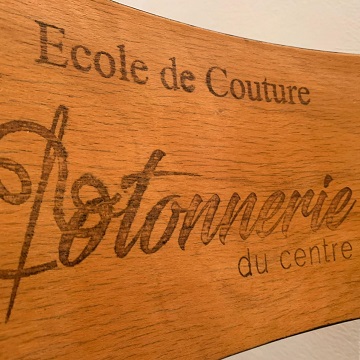 Ecole de Couture
Cotonnerie
du centre